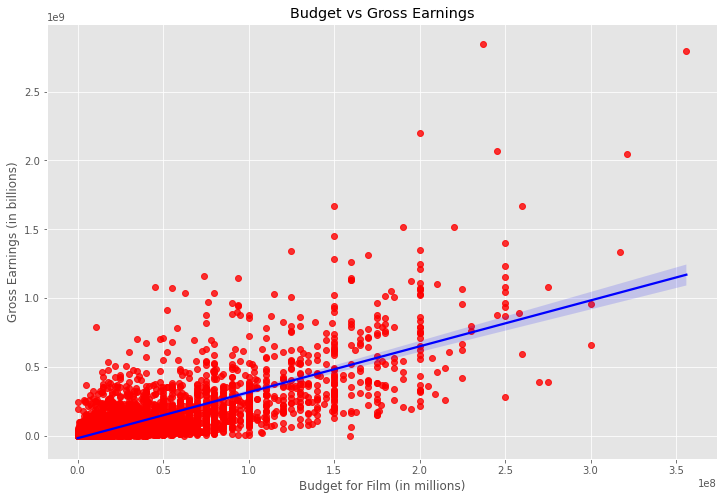 Budget vs Gross Earnings
1e9
2.5
2.0
1.5
1.0
0.5
0.0
Gross Earnings (in billions)
0.0 0.5 1.0 1.5 2.0 2.5 3.0 3.5
1e8
Budget for Film (in millions)